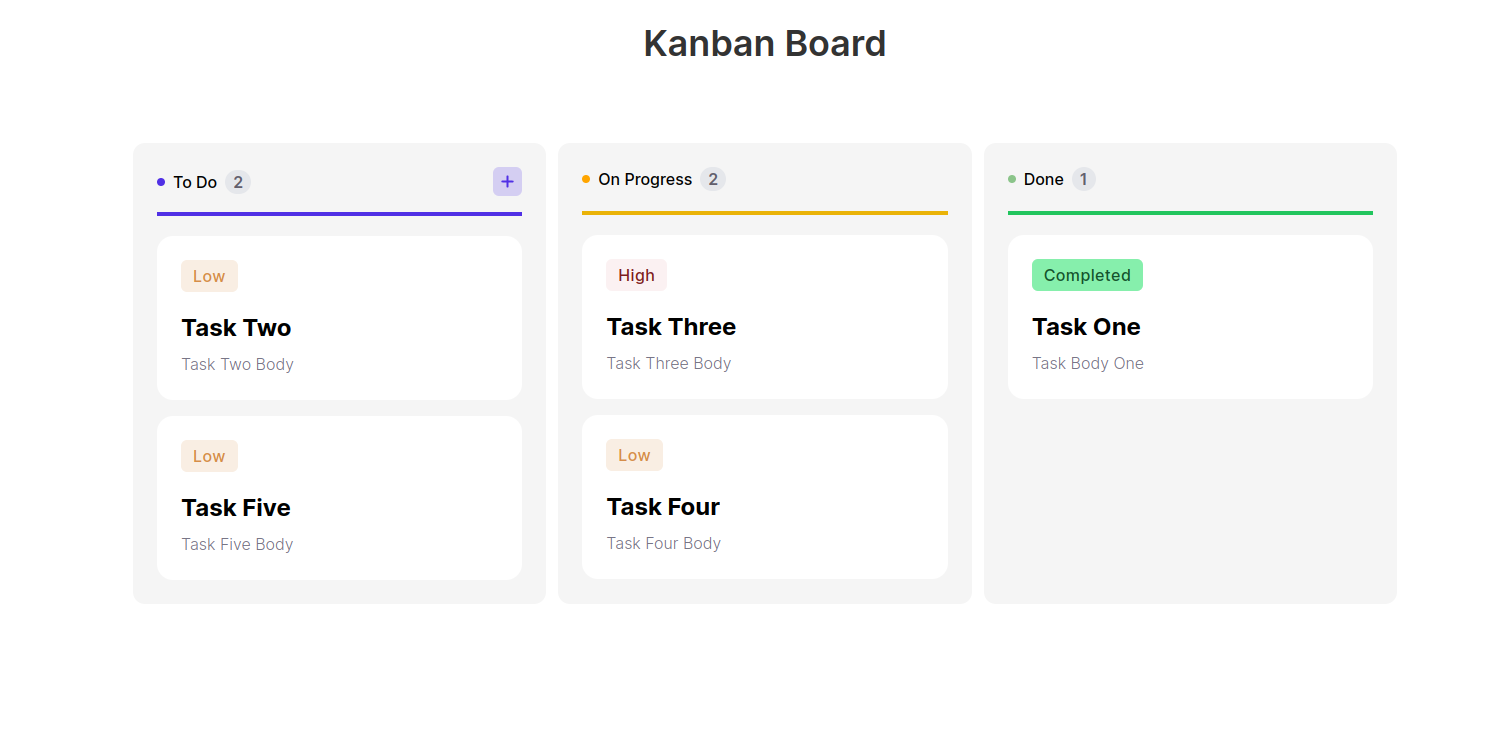 Kanban Board
To Do 2
Low
Task Two
Task Two Body
Low
Task Five
Task Five Body
On Progress 2
High
Task Three
Task Three Body
Low
Task Four
Task Four Body
Done 1
Completed
Task One
Task Body One